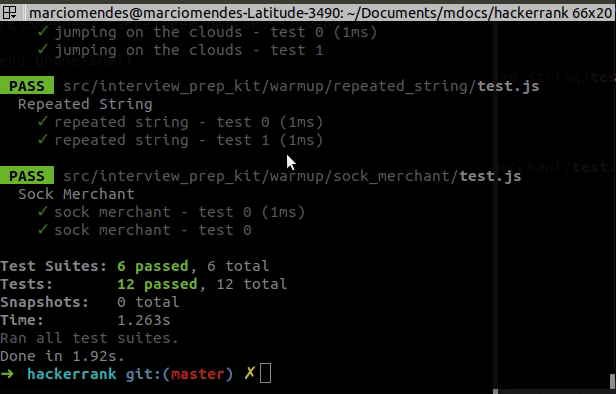 marciomendes@marciomendes-Latitude-3490: ~/Documents/mdocs/hackerrank 66x20
✓ jumping on the clouds - test 0 (1ms)
✓ jumping on the clouds - test 1
PASS src/interview_prep_kit/warmup/repeated_string/test.js
Repeated String
✓ repeated string - test 0 (1ms)
✓ repeated string - test 1 (1ms)
PASS src/interview_prep_kit/warmup/sock_merchant/test.js
Sock Merchant
✓ sock merchant - test 0 (1ms)
✓ sock merchant - test 0
Test Suites: 6 passed, 6 total
Tests: 12 passed, 12 total
Snapshots: 0 total
Time: 1.263s
Ran all test suites.
Done in 1.92s.
➜ hackerrank git:(master) ✗